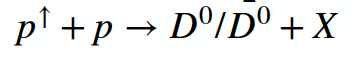 p↑ + p → D⁰/D̄⁰ + X